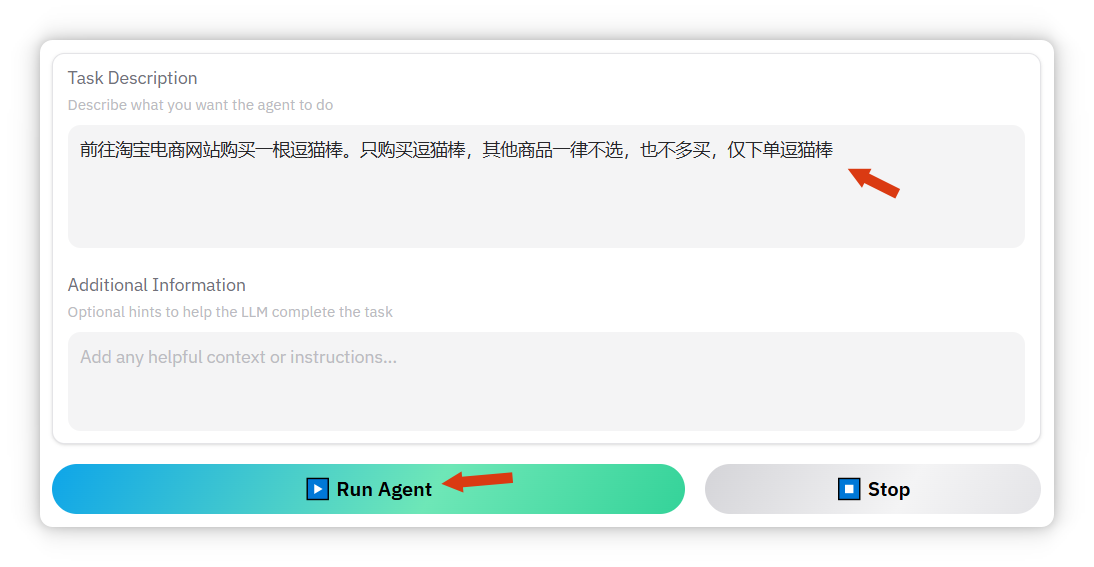 Task Description
Describe what you want the agent to do
前往淘宝电商网站购买一根逗猫棒。只购买逗猫棒，其他商品一律不选，也不多买，仅下单逗猫棒
Additional Information
Optional hints to help the LLM complete the task
Add any helpful context or instructions...
Run Agent
Stop